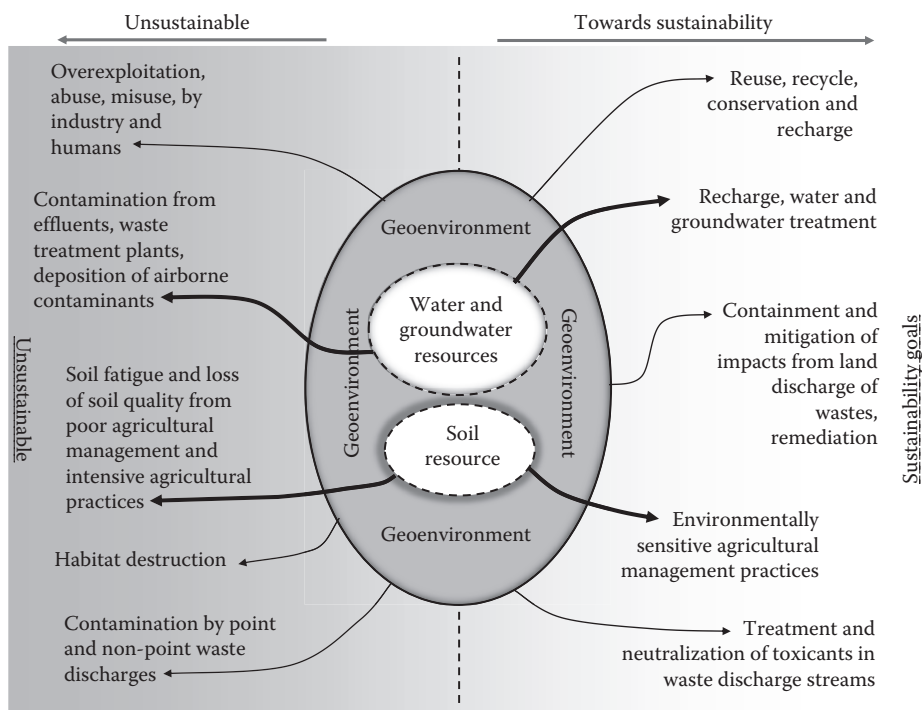 Unsustainable
Towards sustainability
Overexploitation,
abuse, misuse, by
industry and
humans
Contamination from
effluents, waste
treatment plants,
deposition of airborne
contaminants
Unsustainable
Soil fatigue and loss
of soil quality from
poor agricultural
management and
intensive agricultural
practices
Habitat destruction
Contamination by point
and non-point waste
discharges
Geoenvironment
Water and
groundwater
resources
Geoenvironment
Geoenvironment
Soil
resource
Geoenvironment
Reuse, recycle,
conservation and
recharge
Recharge, water and
groundwater treatment
Containment and
mitigation of
impacts from land
discharge of
wastes,
remediation
Sustainability goals
Environmentally
sensitive agricultural
management practices
Treatment and
neutralization of toxicants in
waste discharge streams